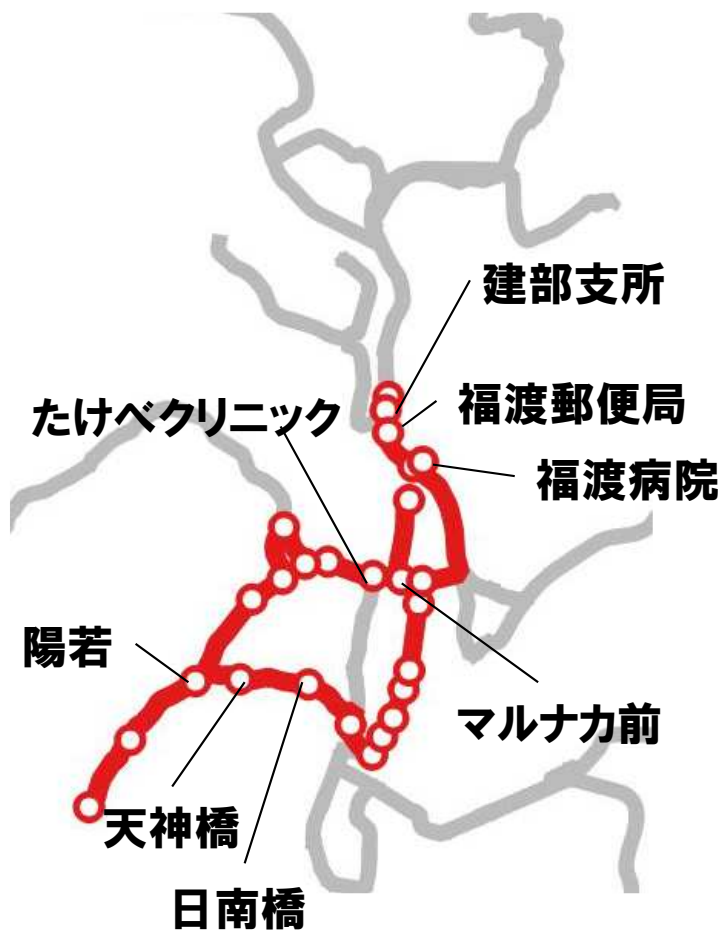 建部支所
福渡郵便局
たけべクリニック
福渡病院
陽若
マルナカ前
天神橋
日南橋